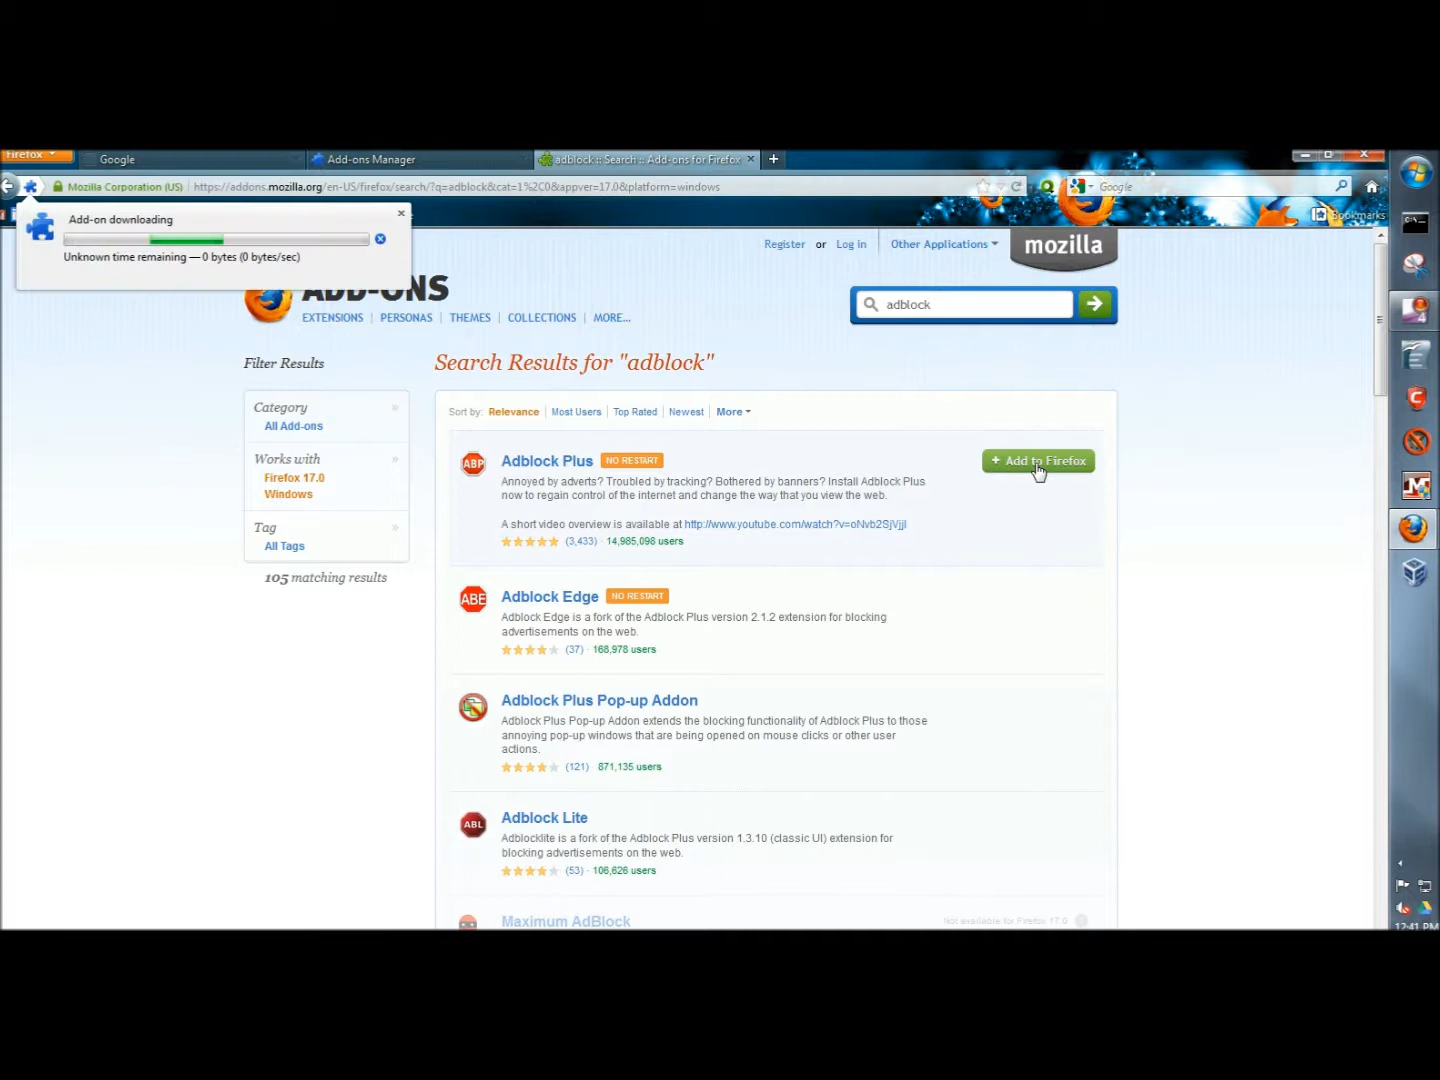 Firefox
Google
Add-ons Manager
adblock :: Search :: Add-ons for Firefox
Mozilla Corporation (US)
https://addons.mozilla.org/en-US/firefox/search/?q=adblock&cat=1%2C0&appver=17.0&platform=windows
Google
Bookmarks
Add-on downloading
Unknown time remaining — 0 bytes (0 bytes/sec)
Register or Log in
Other Applications
mozilla
ADD-ONS
EXTENSIONS | PERSONAS | THEMES | COLLECTIONS | MORE...
adblock
Filter Results
Search Results for "adblock"
Category
All Add-ons
Works with
Firefox 17.0
Windows
Tag
All Tags
105 matching results
Sort by: Relevance | Most Users | Top Rated | Newest | More
ABP
Adblock Plus NO RESTART
+ Add to Firefox
Annoyed by adverts? Troubled by tracking? Bothered by banners? Install Adblock Plus
now to regain control of the internet and change the way that you view the web.
A short video overview is available at http://www.youtube.com/watch?v=oNvb2SjVjjI
(3,433) · 14,985,098 users
ABE
Adblock Edge NO RESTART
Adblock Edge is a fork of the Adblock Plus version 2.1.2 extension for blocking
advertisements on the web.
(37) · 168,978 users
Adblock Plus Pop-up Addon
Adblock Plus Pop-up Addon extends the blocking functionality of Adblock Plus to those
annoying pop-up windows that are being opened on mouse clicks or other user
actions.
(121) · 871,135 users
ABL
Adblock Lite
Adblocklite is a fork of the Adblock Plus version 1.3.10 (classic UI) extension for
blocking advertisements on the web.
(53) · 106,626 users
Maximum AdBlock
Not available for Firefox 17.0
12:41 PM